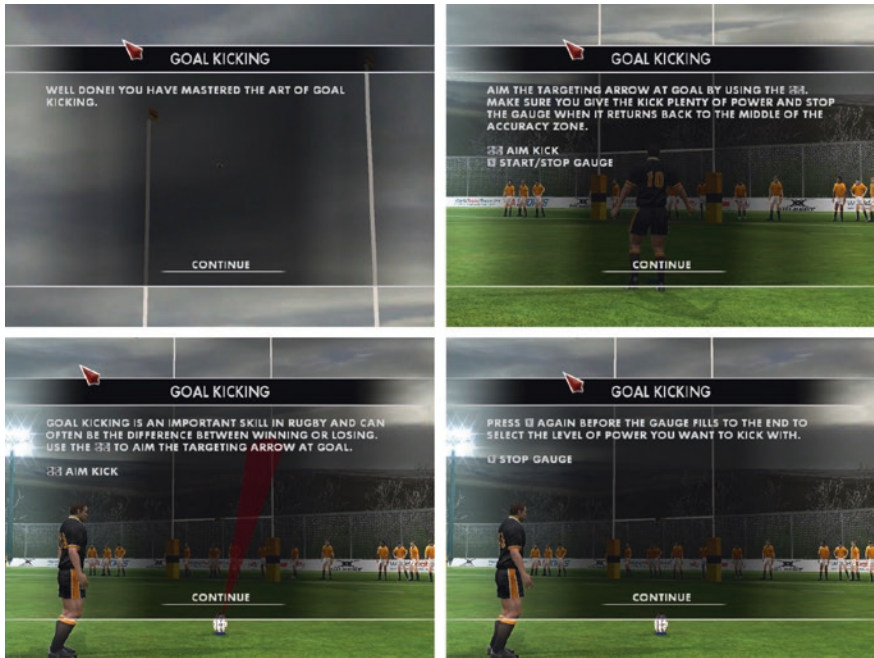 GOAL KICKING
WELL DONE! YOU HAVE MASTERED THE ART OF GOAL
KICKING.
CONTINUE
GOAL KICKING
AIM THE TARGETING ARROW AT GOAL BY USING THE
MAKE SURE YOU GIVE THE KICK PLENTY OF POWER AND STOP
THE GAUGE WHEN IT RETURNS BACK TO THE MIDDLE OF THE
ACCURACY ZONE.
AIM KICK
START/STOP GAUGE
10
CONTINUE
GOAL KICKING
GOAL KICKING IS AN IMPORTANT SKILL IN RUGBY AND CAN
OFTEN BE THE DIFFERENCE BETWEEN WINNING OR LOSING.
USE THE TO AIM THE TARGETING ARROW AT GOAL.
AIM KICK
CONTINUE
GOAL KICKING
PRESS AGAIN BEFORE THE GAUGE FILLS TO THE END TO
SELECT THE LEVEL OF POWER YOU WANT TO KICK WITH.
STOP GAUGE
CONTINUE